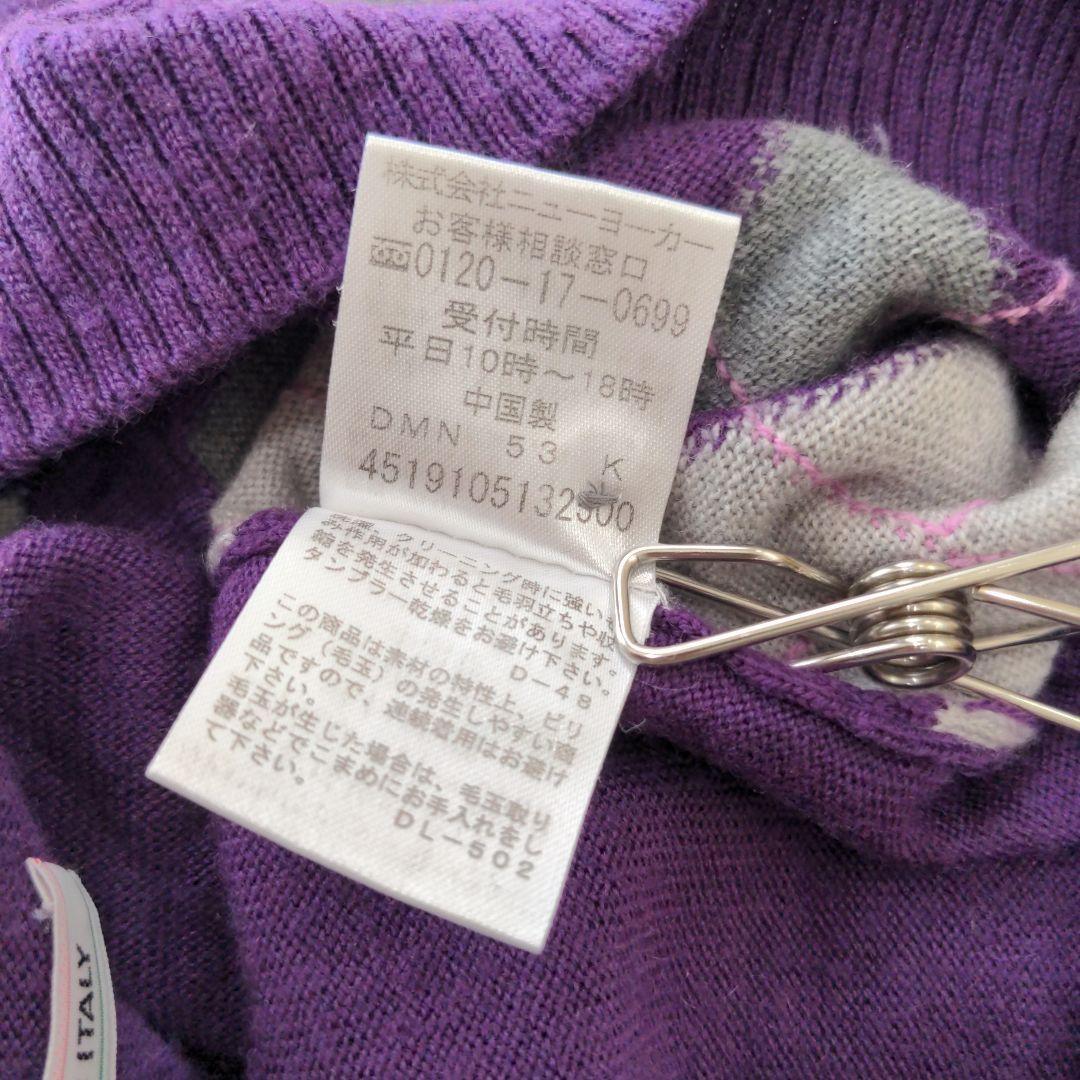 株式会社ニューヨーカー
お客様相談窓口
0120-17-0699
受付時間
平日10時～18時
中国製
DMN 53 K
4519105132500
クリーニング時に強い
み作用が加わると毛羽立ちや収
縮を発生させることがあります。
タンブラー乾燥をお避け下さい。
D-48
この商品は素材の特性上、ピリ
ング（毛玉）の発生しやすい商
品ですので、連続着用はお避け
下さい。
毛玉が生じた場合は、毛玉取り
器などでこまめにお手入れをし
て下さい。
DL-502
ITALY